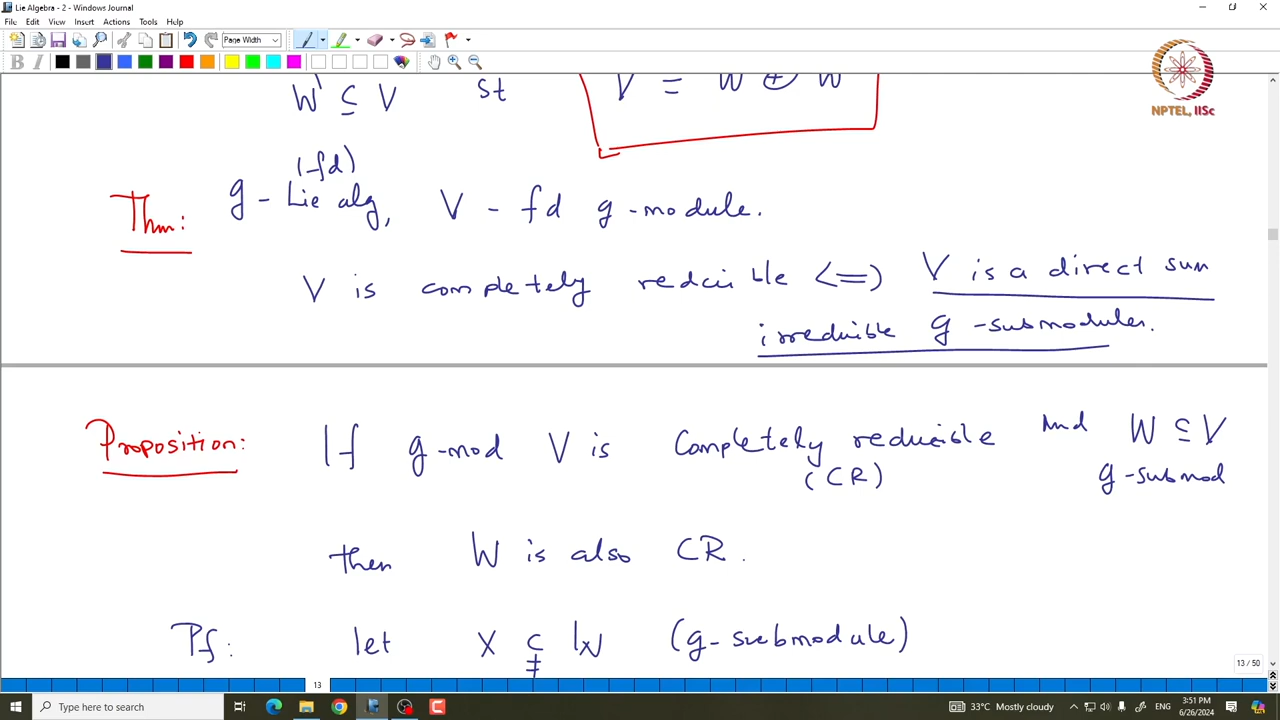 Lie Algebra - 2 - Windows Journal
File Edit View Insert Actions Tools Help
Page Width
B I
NPTEL, IISc
W' ⊆ V st V = W ⊕ W'
(fd)
Thm: g - Lie alg, V - fd g-module.
V is completely reducible <=> V is a direct sum
irreducible g-submodules.
Proposition: If g-mod V is completely reducible and W ⊆ V
(CR) g-submod
then W is also CR.
Pf: let X ⊊ W (g-submodule)
13 / 50
13
Type here to search
33°C Mostly cloudy
ENG
3:51 PM
6/26/2024